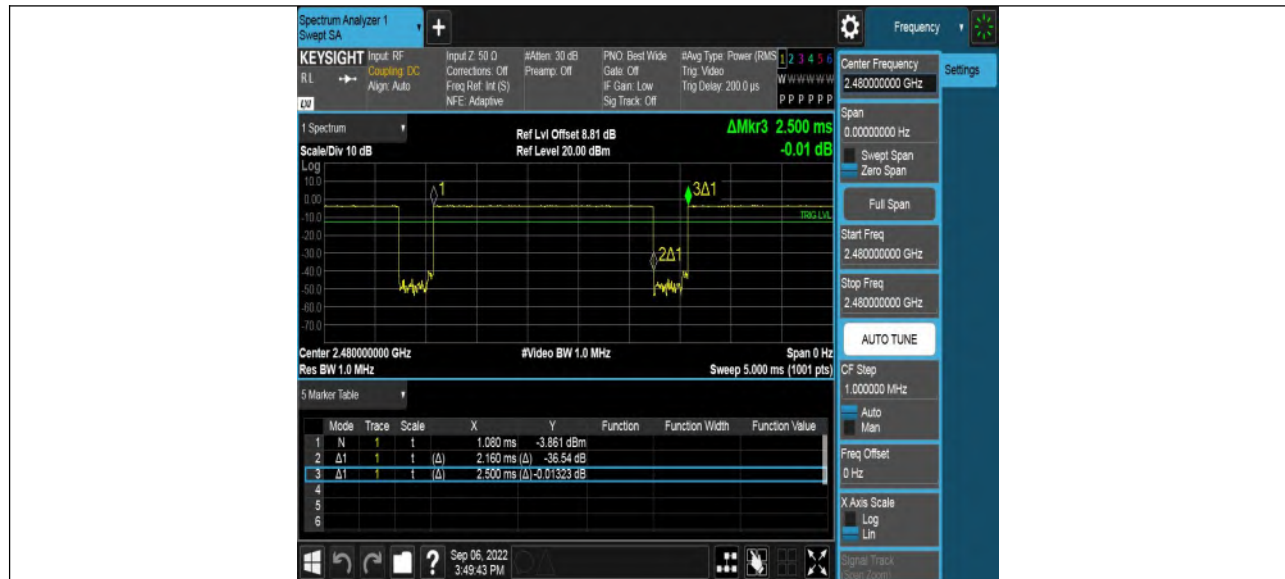 Spectrum Analyzer 1
Swept SA
+
Frequency
KEYSIGHT Input: RF Input Z: 50 Ω #Atten: 30 dB PNO: Best Wide #Avg Type: Power (RMS 1 2 3 4 5 6
RL Coupling: DC Corrections: Off Preamp: Off Gate: Off Trig: Video
Align: Auto Freq Ref: Int (S) IF Gain: Low Trig Delay: 200.0 µs W W W W W W
LXI NFE: Adaptive Sig Track: Off P P P P P P
Center Frequency
2.480000000 GHz
Settings
Span
0.00000000 Hz
Swept Span
Zero Span
Full Span
Start Freq
2.480000000 GHz
Stop Freq
2.480000000 GHz
AUTO TUNE
CF Step
1.000000 MHz
Auto
Man
Freq Offset
0 Hz
X Axis Scale
Log
Lin
Signal Track
(Span Zoom)
1 Spectrum
Ref Lvl Offset 8.81 dB ΔMkr3 2.500 ms
Scale/Div 10 dB Ref Level 20.00 dBm -0.01 dB
Log
10.0
0.00
-10.0
-20.0
-30.0
-40.0
-50.0
-60.0
-70.0
1
3Δ1
TRIG LVL
2Δ1
Center 2.480000000 GHz #Video BW 1.0 MHz Span 0 Hz
Res BW 1.0 MHz Sweep 5.000 ms (1001 pts)
5 Marker Table
Mode Trace Scale X Y Function Function Width Function Value
1 N 1 t 1.080 ms -3.861 dBm
2 Δ1 1 t (Δ) 2.160 ms (Δ) -36.54 dB
3 Δ1 1 t (Δ) 2.500 ms (Δ) -0.01323 dB
4
5
6
?
Sep 06, 2022
3:49:43 PM